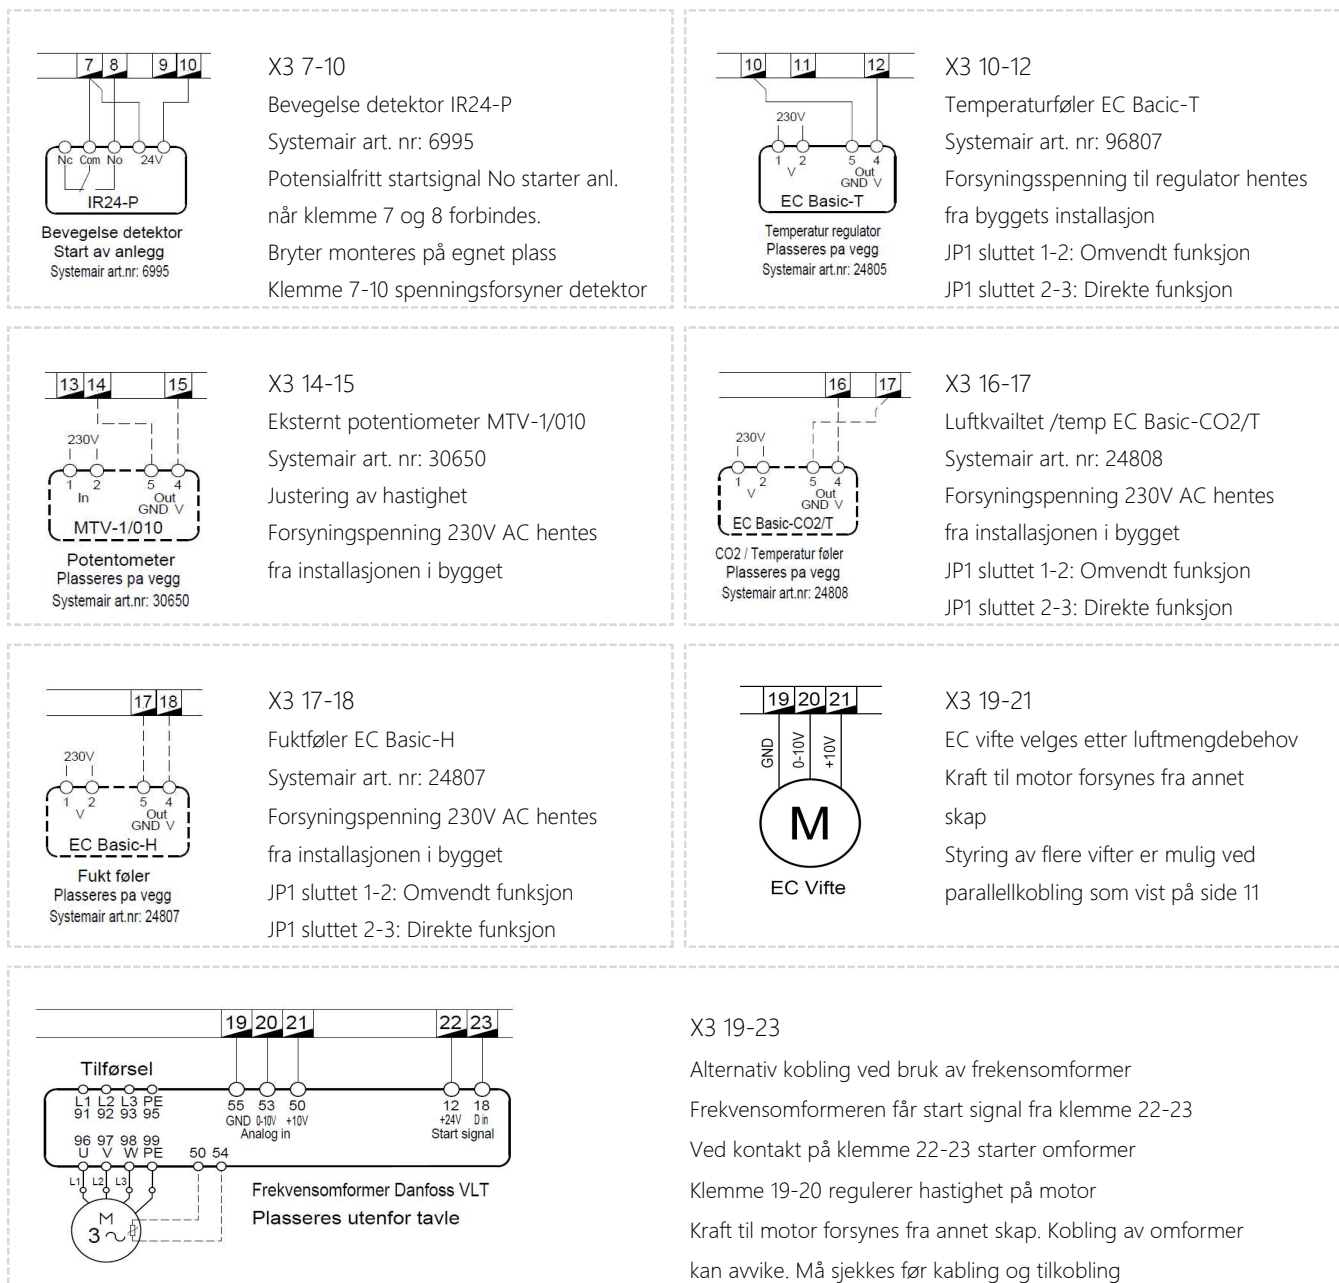 7 8 9 10
Nc Com No 24V
IR24-P
Bevegelse detektor
Start av anlegg
Systemair art.nr: 6995
X3 7-10
Bevegelse detektor IR24-P
Systemair art. nr: 6995
Potensialfritt startsignal No starter anl.
når klemme 7 og 8 forbindes.
Bryter monteres på egnet plass
Klemme 7-10 spenningsforsyner detektor
10 11 12
230V
1 2 5 4
V Out
GND V
EC Basic-T
Temperatur regulator
Plasseres pa vegg
Systemair art.nr: 24805
X3 10-12
Temperaturføler EC Bacic-T
Systemair art. nr: 96807
Forsyningsspenning til regulator hentes
fra byggets installasjon
JP1 sluttet 1-2: Omvendt funksjon
JP1 sluttet 2-3: Direkte funksjon
13 14 15
230V
1 2 5 4
In Out
GND V
MTV-1/010
Potentometer
Plasseres pa vegg
Systemair art.nr: 30650
X3 14-15
Eksternt potentiometer MTV-1/010
Systemair art. nr: 30650
Justering av hastighet
Forsyningspenning 230V AC hentes
fra installasjonen i bygget
16 17
230V
1 2 5 4
V Out
GND V
EC Basic-CO2/T
CO2 / Temperatur føler
Plasseres pa vegg
Systemair art.nr: 24808
X3 16-17
Luftkvailtet /temp EC Basic-CO2/T
Systemair art. nr: 24808
Forsyningspenning 230V AC hentes
fra installasjonen i bygget
JP1 sluttet 1-2: Omvendt funksjon
JP1 sluttet 2-3: Direkte funksjon
17 18
230V
1 2 5 4
V Out
GND V
EC Basic-H
Fukt føler
Plasseres pa vegg
Systemair art.nr: 24807
X3 17-18
Fuktføler EC Basic-H
Systemair art. nr: 24807
Forsyningspenning 230V AC hentes
fra installasjonen i bygget
JP1 sluttet 1-2: Omvendt funksjon
JP1 sluttet 2-3: Direkte funksjon
19 20 21
GND 0-10V +10V
M
EC Vifte
X3 19-21
EC vifte velges etter luftmengdebehov
Kraft til motor forsynes fra annet
skap
Styring av flere vifter er mulig ved
parallellkobling som vist på side 11
19 20 21 22 23
Tilførsel
L1 L2 L3 PE
91 92 93 95
55 53 50 12 18
GND 0-10V +10V +24V D in
Analog in Start signal
96 97 98 99
U V W PE 50 54
L1 L2 L3
M
3 ~
Frekvensomformer Danfoss VLT
Plasseres utenfor tavle
X3 19-23
Alternativ kobling ved bruk av frekensomformer
Frekvensomformeren får start signal fra klemme 22-23
Ved kontakt på klemme 22-23 starter omformer
Klemme 19-20 regulerer hastighet på motor
Kraft til motor forsynes fra annet skap. Kobling av omformer
kan avvike. Må sjekkes før kabling og tilkobling